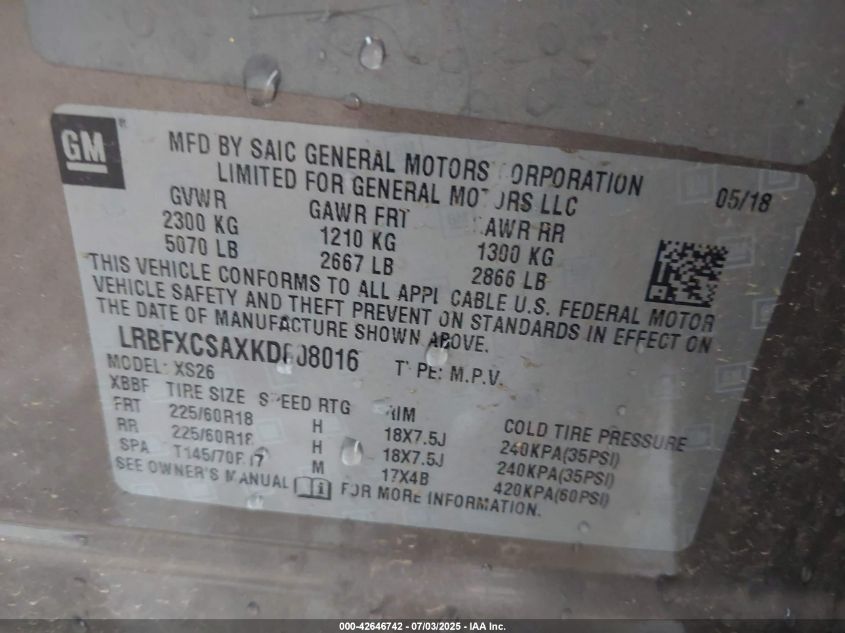 GM
MFD BY SAIC GENERAL MOTORS CORPORATION
LIMITED FOR GENERAL MOTORS LLC
05/18
GVWR GAWR FRT GAWR RR
2300 KG 1210 KG 1300 KG
5070 LB 2667 LB 2866 LB
THIS VEHICLE CONFORMS TO ALL APPLICABLE U.S. FEDERAL MOTOR
VEHICLE SAFETY AND THEFT PREVENTION STANDARDS IN EFFECT ON
THE DATE OF MANUFACTURE SHOWN ABOVE.
TYPE: M.P.V.
MODEL: XS26
XBBF TIRE SIZE SPEED RTG RIM COLD TIRE PRESSURE
FRT 225/60R18 H 18X7.5J 240KPA(35PSI)
RR 225/60R18 H 18X7.5J 240KPA(35PSI)
SPA T145/70R17 M 17X4B 420KPA(60PSI)
SEE OWNER'S MANUAL FOR MORE INFORMATION.
000-42646742 / 07/03/2025 - IAA Inc.